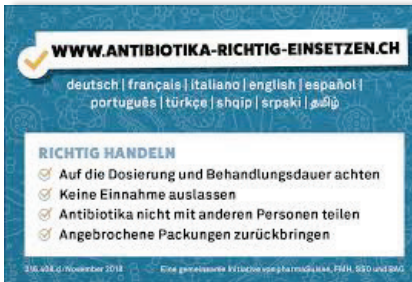 WWW.ANTIBIOTIKA-RICHTIG-EINSETZEN.CH
deutsch | français | italiano | english | español |
português | türkçe | shqip | srpski | தமிழ்
RICHTIG HANDELN
Auf die Dosierung und Behandlungsdauer achten
Keine Einnahme auslassen
Antibiotika nicht mit anderen Personen teilen
Angebrochene Packungen zurückbringen
316.408.d/November 2018 Eine gemeinsame Initiative von pharmaSuisse, FMH, SSO und BAG